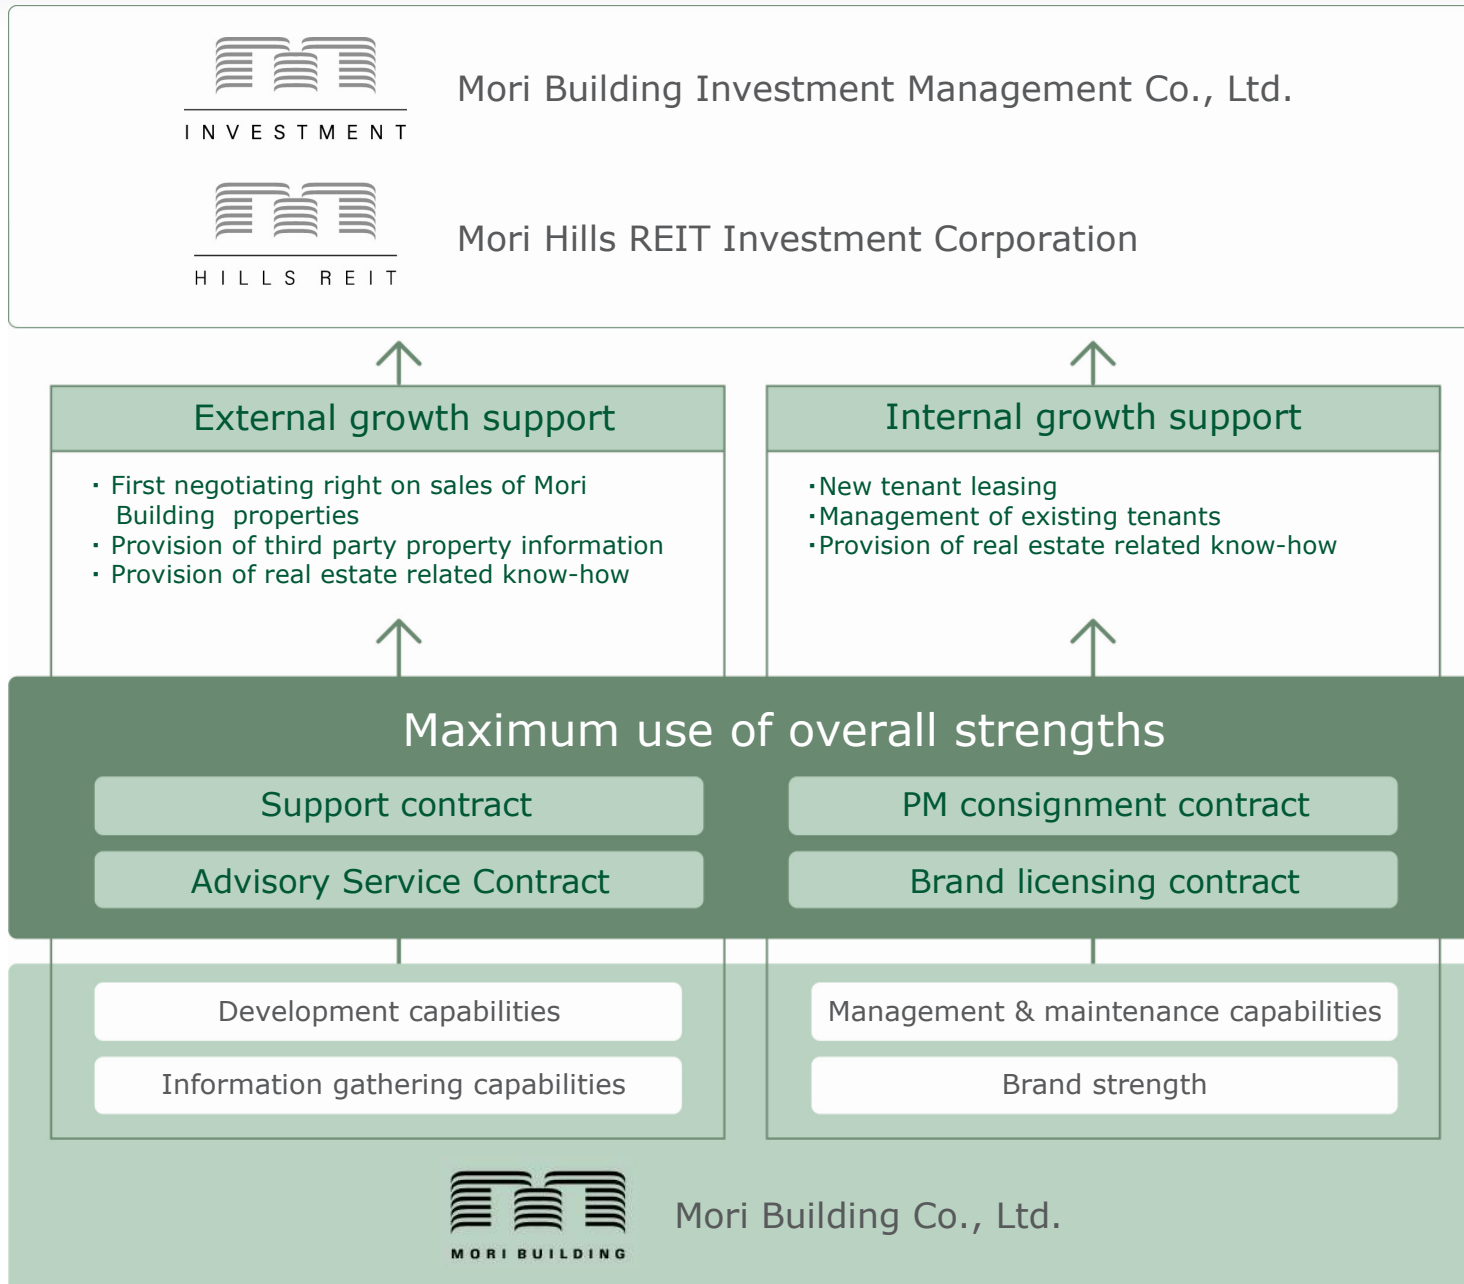 INVESTMENT
Mori Building Investment Management Co., Ltd.
HILLS REIT
Mori Hills REIT Investment Corporation
External growth support
· First negotiating right on sales of Mori
Building properties
· Provision of third party property information
· Provision of real estate related know-how
Internal growth support
·New tenant leasing
·Management of existing tenants
·Provision of real estate related know-how
Maximum use of overall strengths
Support contract
Advisory Service Contract
PM consignment contract
Brand licensing contract
Development capabilities
Information gathering capabilities
Management & maintenance capabilities
Brand strength
MORI BUILDING
Mori Building Co., Ltd.